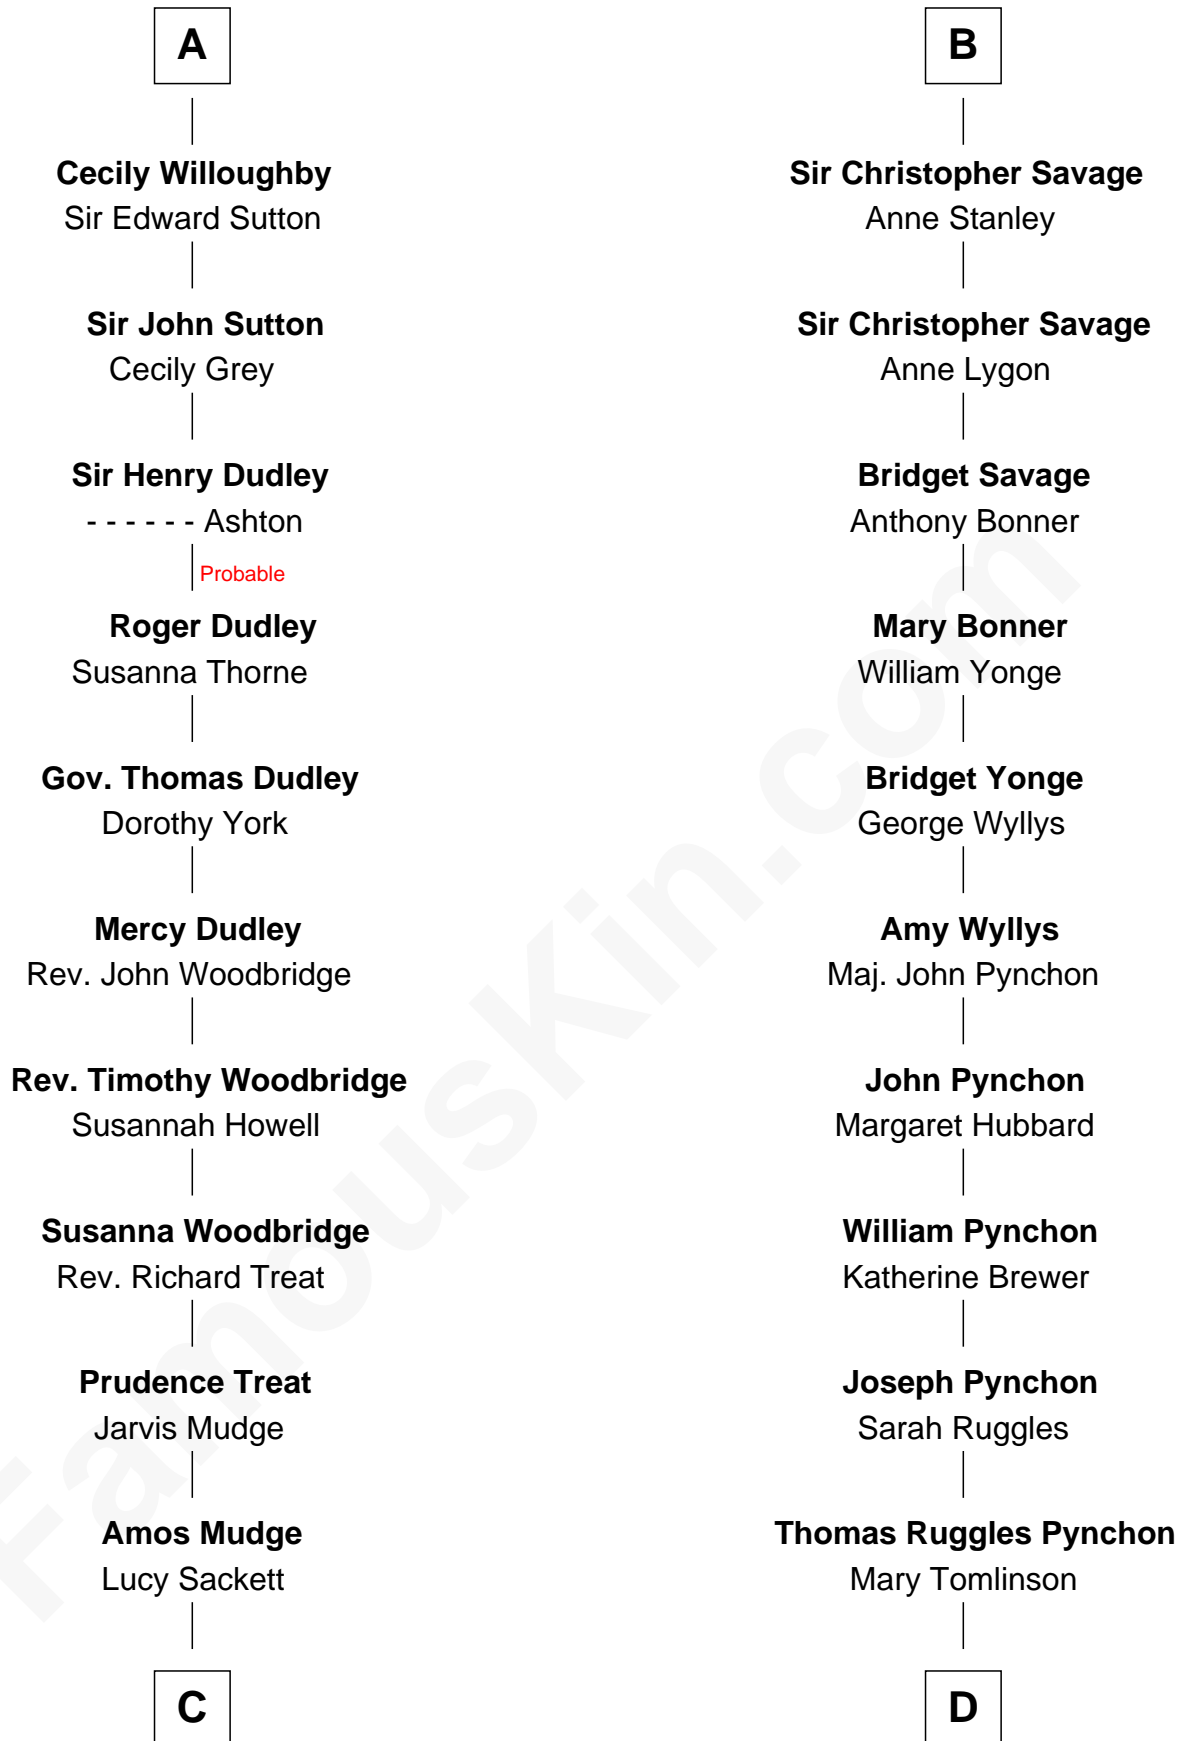 A
Cecily Willoughby
Sir Edward Sutton
Sir John Sutton
Cecily Grey
Sir Henry Dudley
- - - - - - Ashton
Probable
Roger Dudley
Susanna Thorne
Gov. Thomas Dudley
Dorothy York
Mercy Dudley
Rev. John Woodbridge
Rev. Timothy Woodbridge
Susannah Howell
Susanna Woodbridge
Rev. Richard Treat
Prudence Treat
Jarvis Mudge
Amos Mudge
Lucy Sackett
C
B
Sir Christopher Savage
Anne Stanley
Sir Christopher Savage
Anne Lygon
Bridget Savage
Anthony Bonner
Mary Bonner
William Yonge
Bridget Yonge
George Wyllys
Amy Wyllys
Maj. John Pynchon
John Pynchon
Margaret Hubbard
William Pynchon
Katherine Brewer
Joseph Pynchon
Sarah Ruggles
Thomas Ruggles Pynchon
Mary Tomlinson
D
FamousKin.com